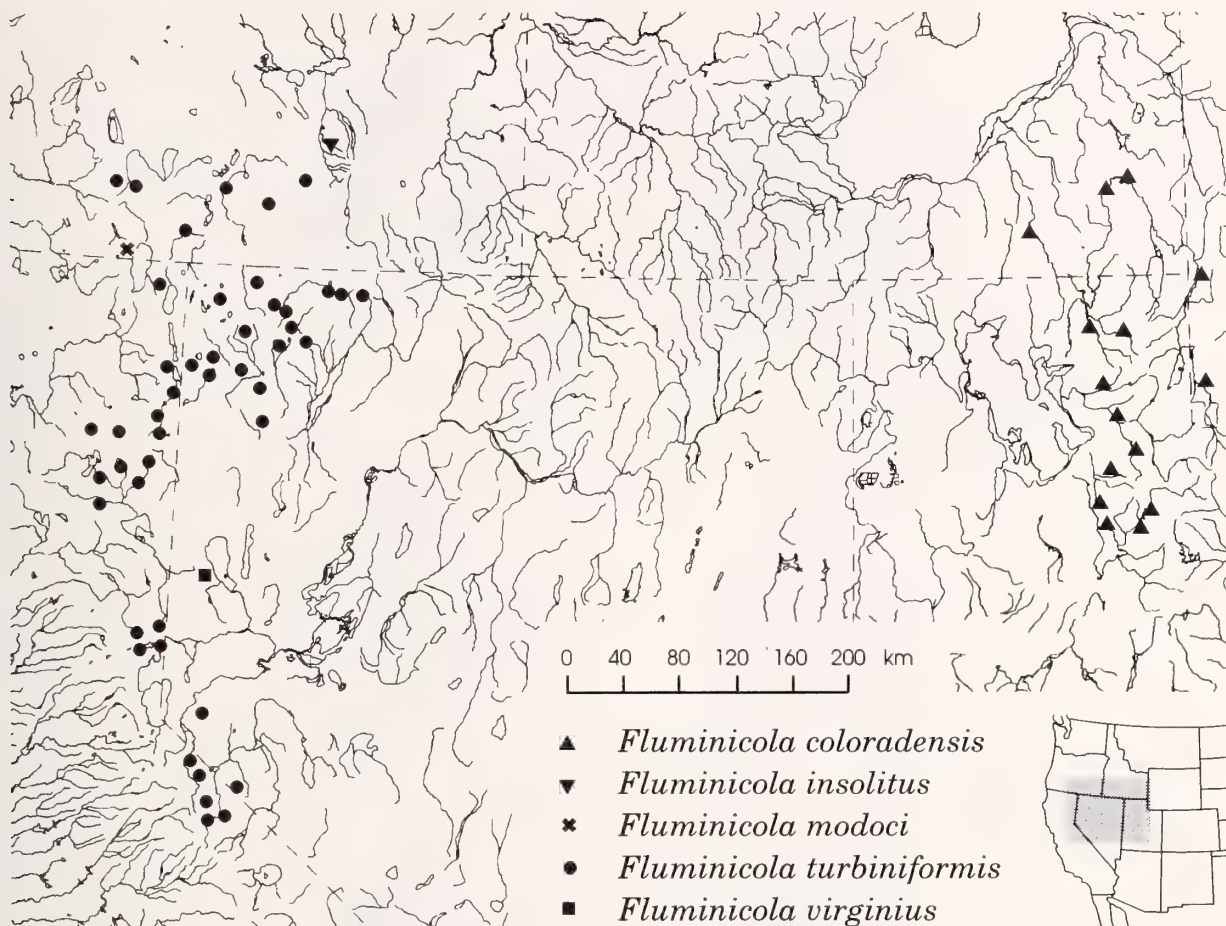 0 40 80 120 160 200 km
Fluminicola coloradensis
Fluminicola insolitus
Fluminicola modoci
Fluminicola turbiniformis
Fluminicola virginius